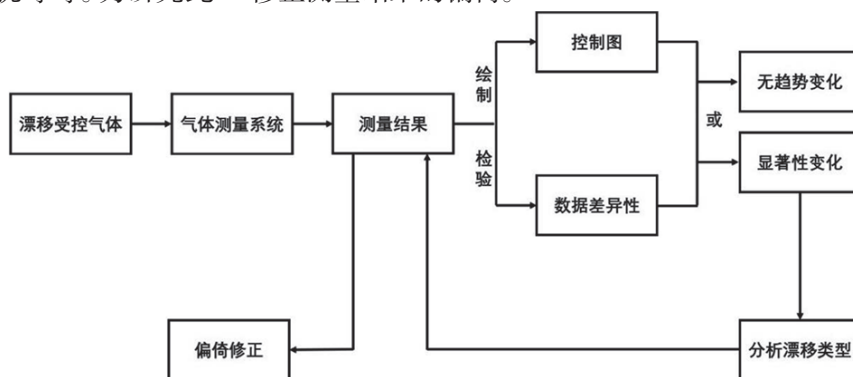 控制图
绘制
无趋势变化
漂移受控气体
气体测量系统
测量结果
或
检验
显著性变化
数据差异性
偏倚修正
分析漂移类型